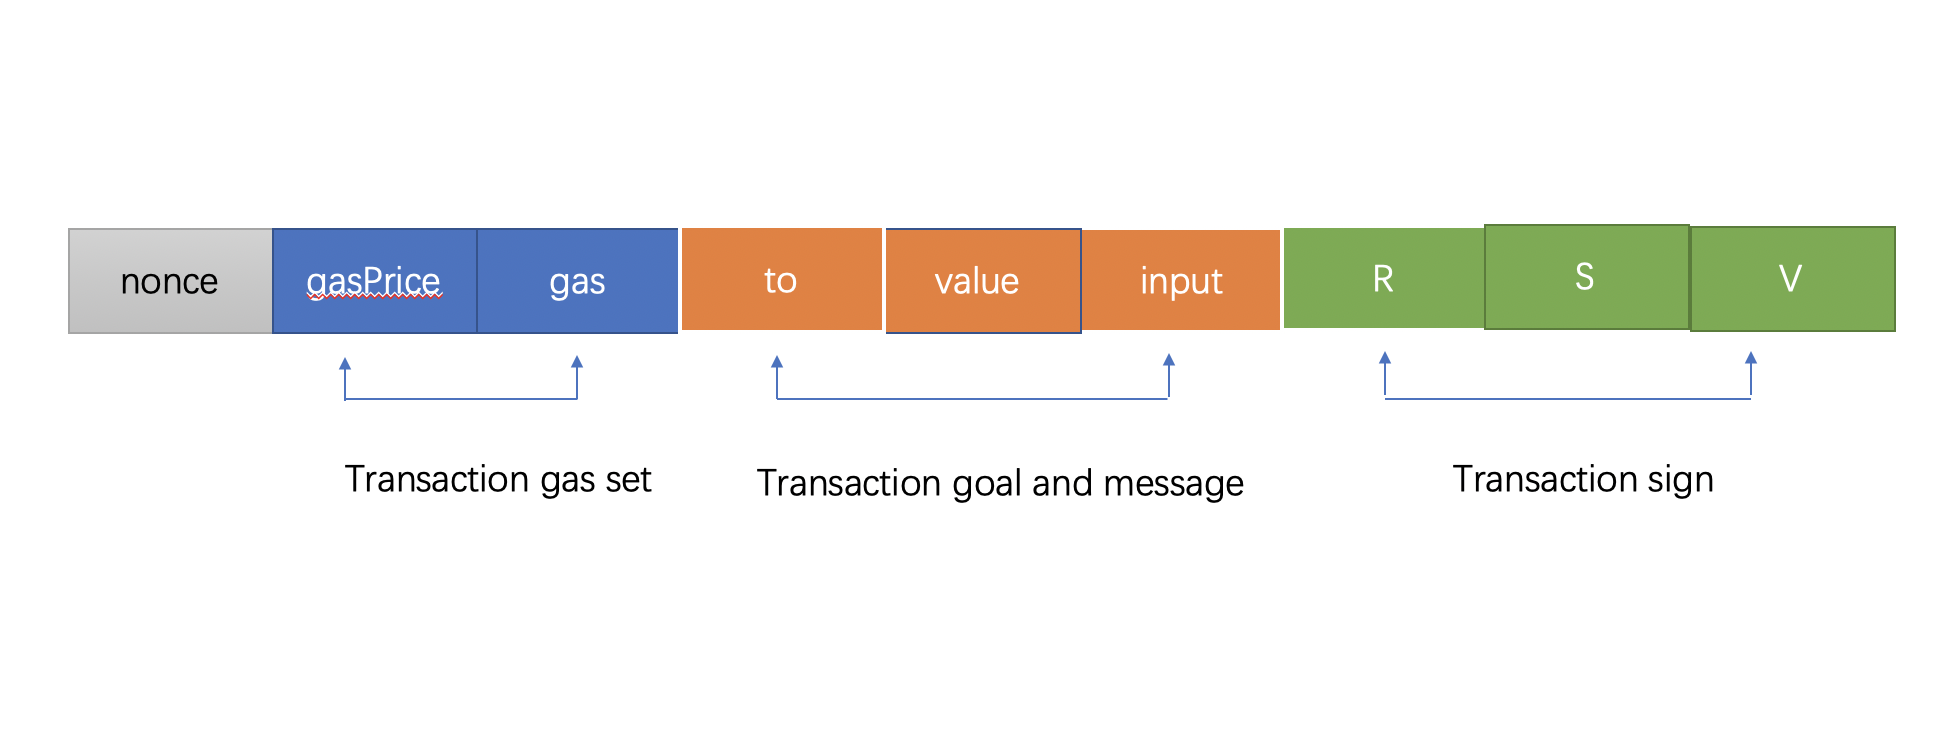 nonce gasPrice gas to value input R S V
Transaction gas set
Transaction goal and message
Transaction sign